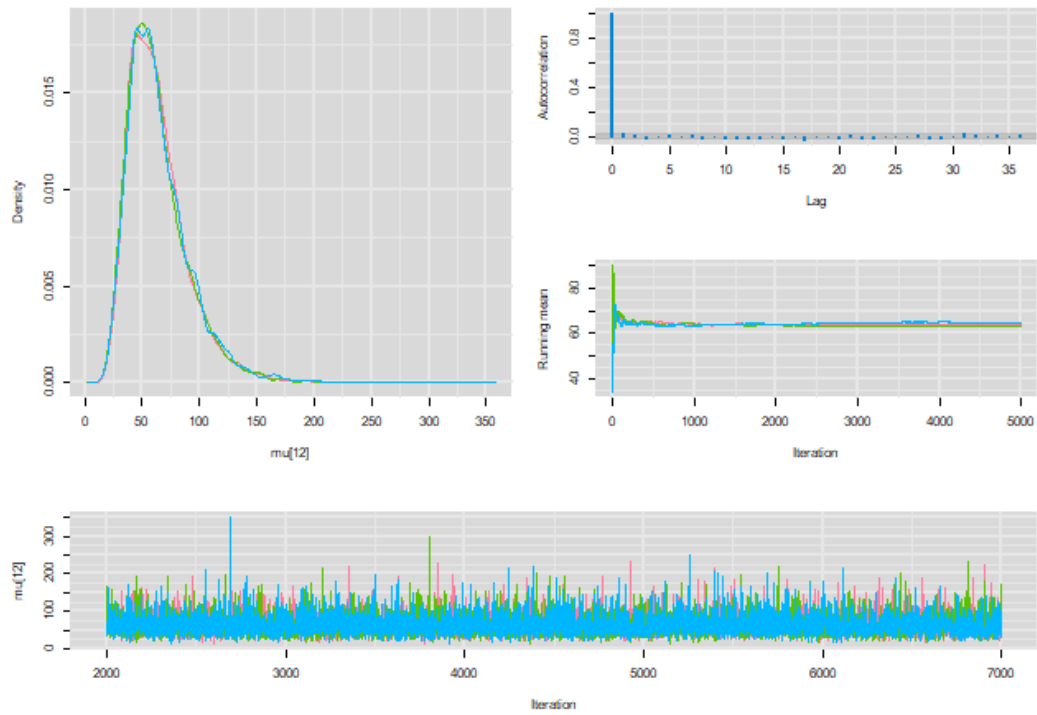 Density
0.000
0.005
0.010
0.015
0 50 100 150 200 250 300 350
mu[12]
Autocorrelation
0.0
0.4
0.8
0 5 10 15 20 25 30 35
Lag
Running mean
40
60
80
0 1000 2000 3000 4000 5000
Iteration
mu[12]
0
100
200
300
2000 3000 4000 5000 6000 7000
Iteration